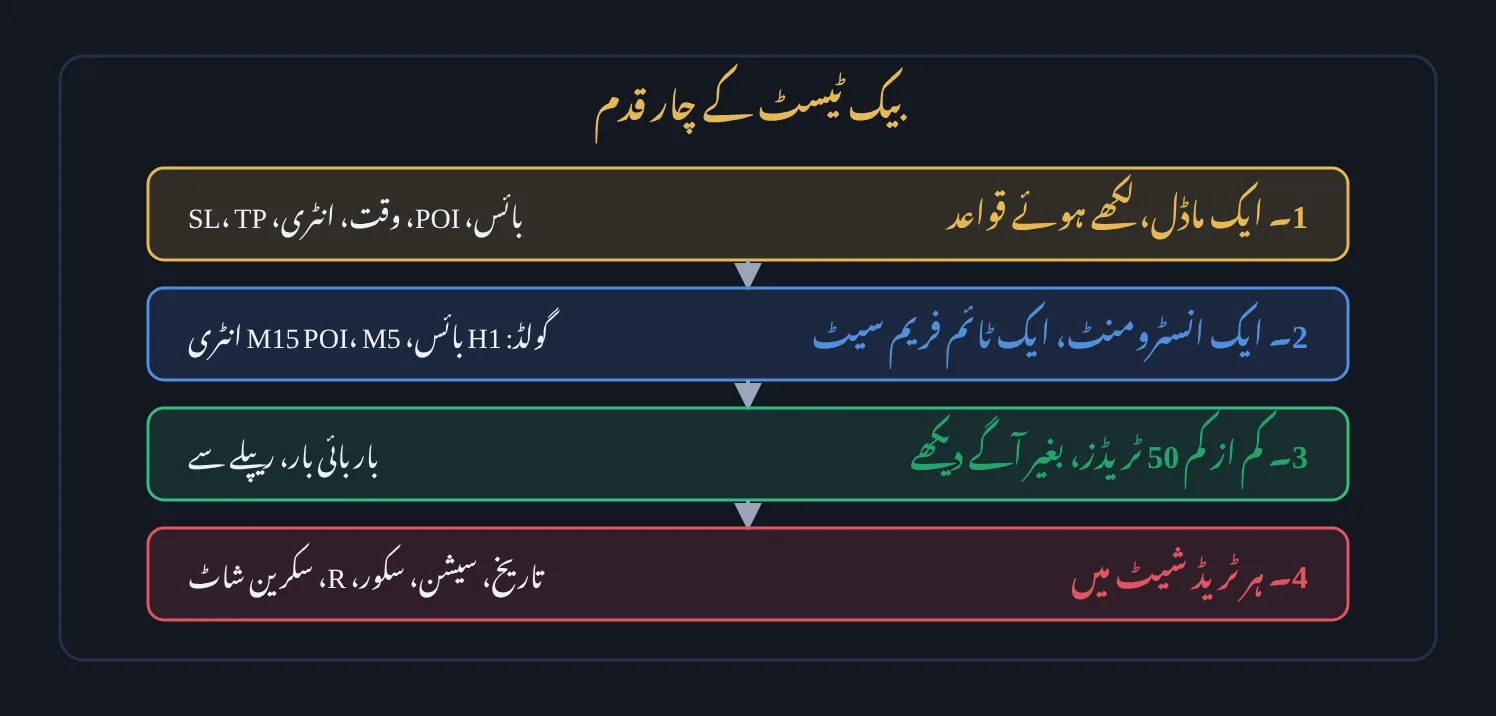 بیک ٹیسٹ کے چار قدم
1۔ ایک ماڈل، لکھے ہوئے قواعد
بائس، POI، وقت، انٹری، SL، TP
2۔ ایک انسٹرومنٹ، ایک ٹائم فریم سیٹ
گولڈ: H1 بائس، M15 POI، M5 انٹری
3۔ کم از کم 50 ٹریڈز، بغیر آگے دیکھے
بار بائی بار، ریپلے سے
4۔ ہر ٹریڈ شیٹ میں
تاریخ، سیشن، سکور، R، سکرین شاٹ